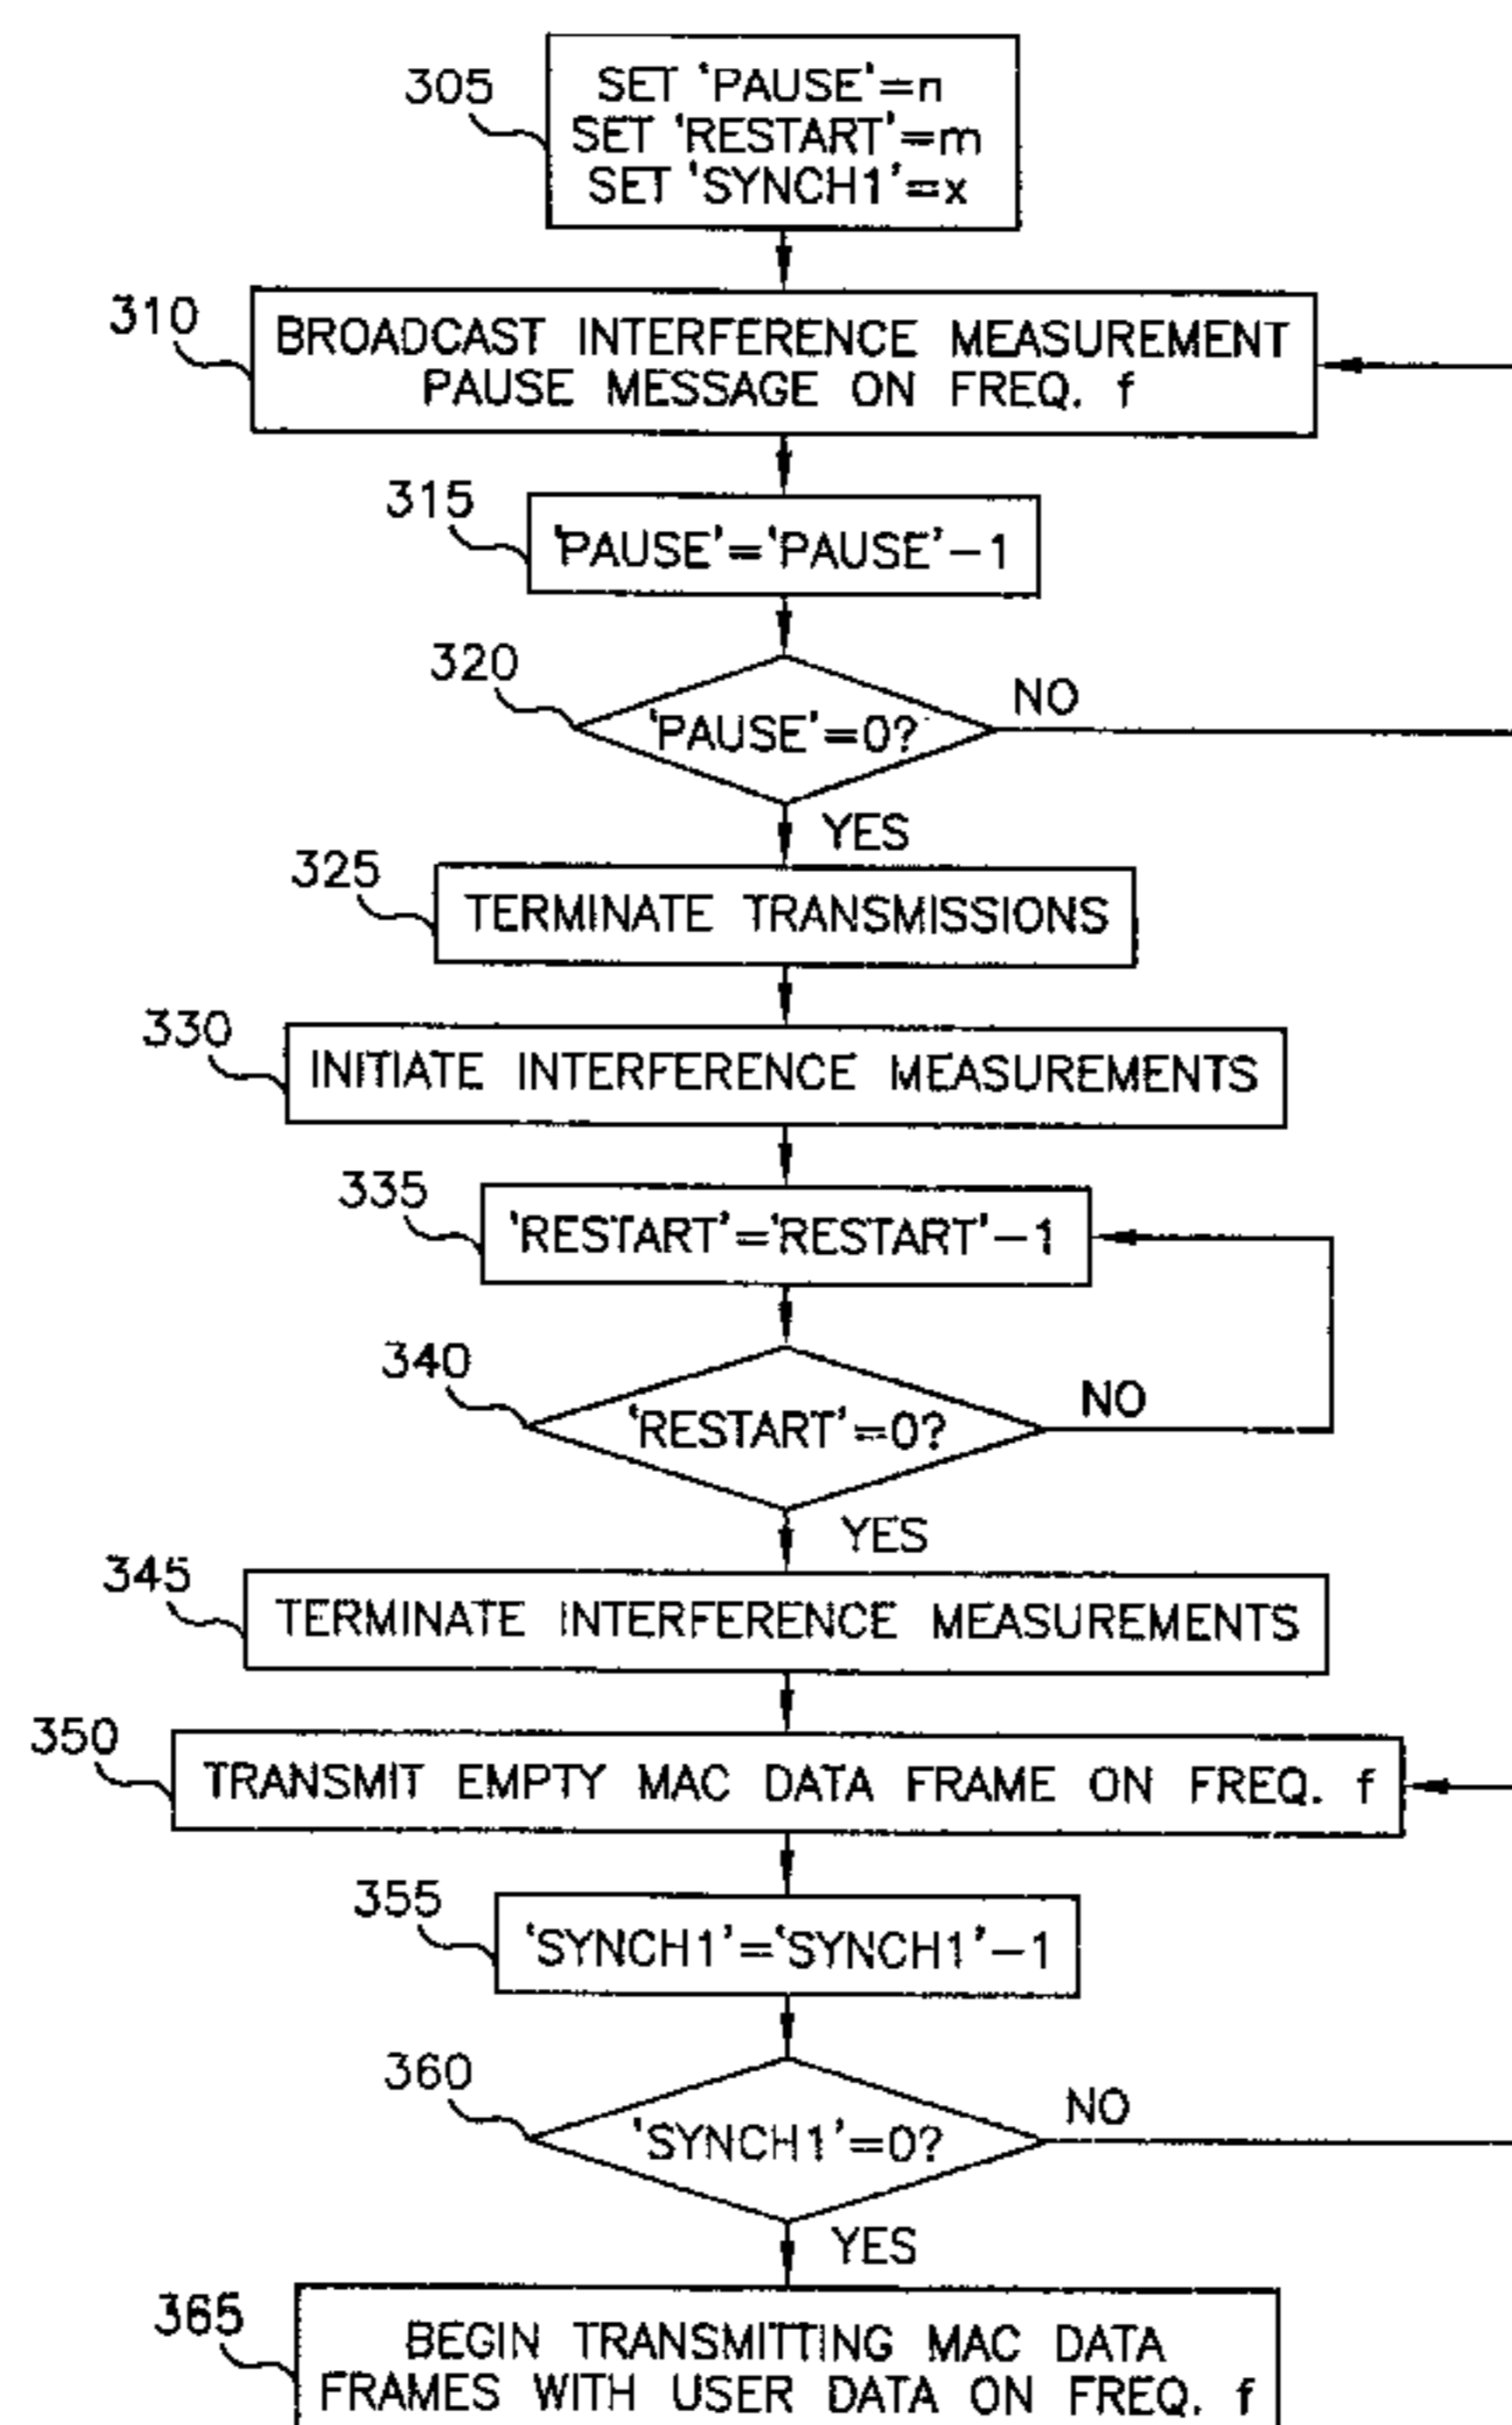 305
SET 'PAUSE'=n
SET 'RESTART'=m
SET 'SYNCH1'=x
310
BROADCAST INTERFERENCE MEASUREMENT
PAUSE MESSAGE ON FREQ. f
315
'PAUSE'='PAUSE'-1
320
'PAUSE'=0?
NO
YES
325
TERMINATE TRANSMISSIONS
330
INITIATE INTERFERENCE MEASUREMENTS
335
'RESTART'='RESTART'-1
340
'RESTART'=0?
NO
YES
345
TERMINATE INTERFERENCE MEASUREMENTS
350
TRANSMIT EMPTY MAC DATA FRAME ON FREQ. f
355
'SYNCH1'='SYNCH1'-1
360
'SYNCH1'=0?
NO
YES
365
BEGIN TRANSMITTING MAC DATA
FRAMES WITH USER DATA ON FREQ. f